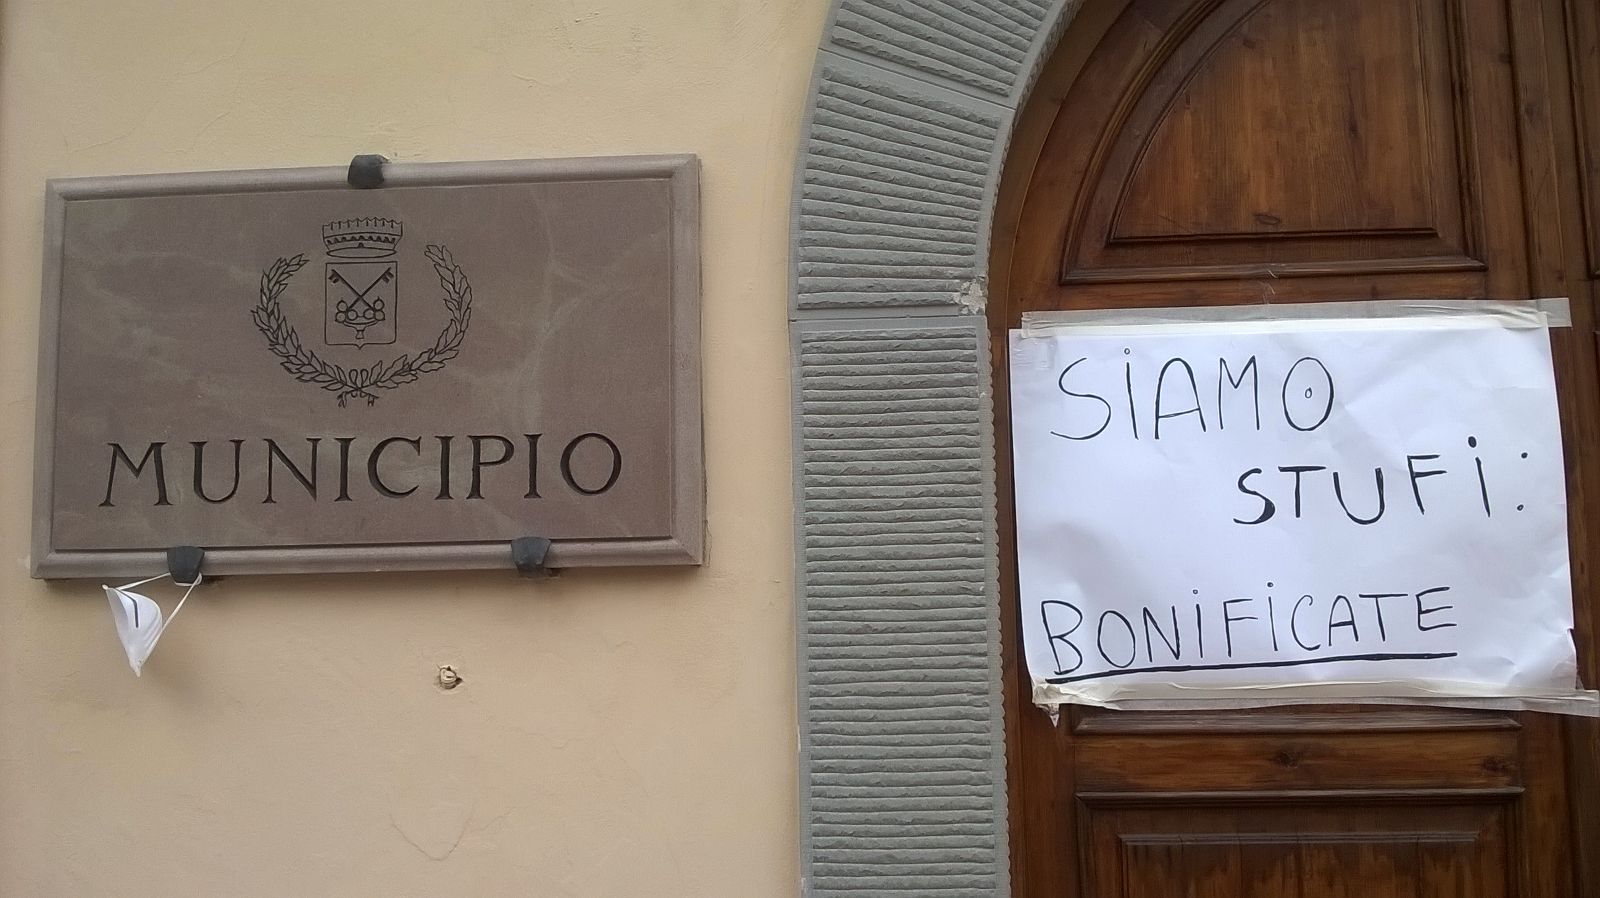 MUNICIPIO
SiAMO
STUFi:
BONiFiCATE